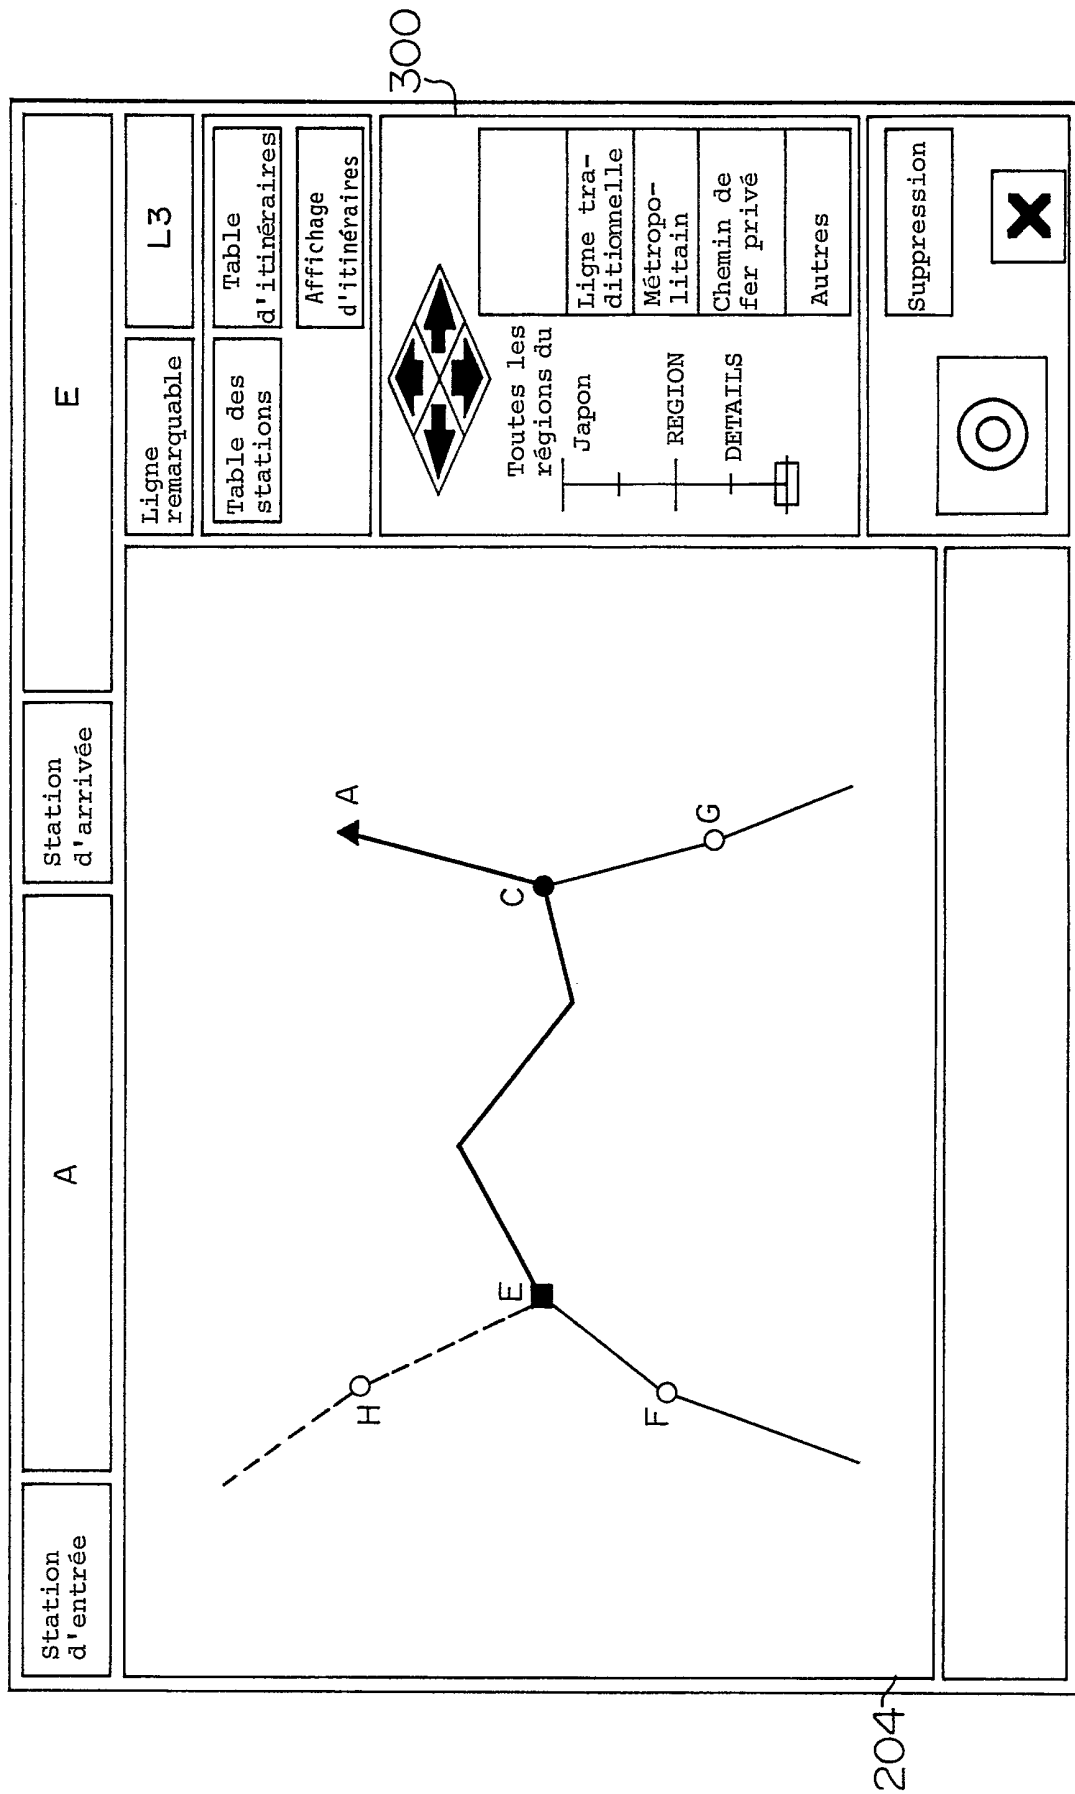 Station
d'entrée
A
Station
d'arrivée
E
Ligne
remarquable
L3
Table des
stations
Table
d'itinéraires
Affichage
d'itinéraires
300
Toutes les
régions du
Japon
REGION
DETAILS
Ligne tra-
ditionnelle
Métropo-
litain
Chemin de
fer privé
Autres
Suppression
A
C
G
E
H
F
204